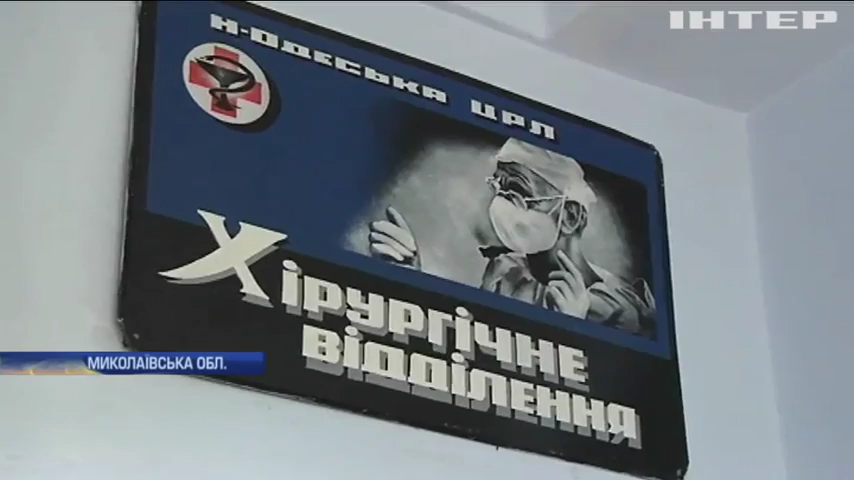 ІНТЕР
Н-ОДЕСЬКА ЦРЛ
Хірургічне
відділення
МИКОЛАЇВСЬКА ОБЛ.